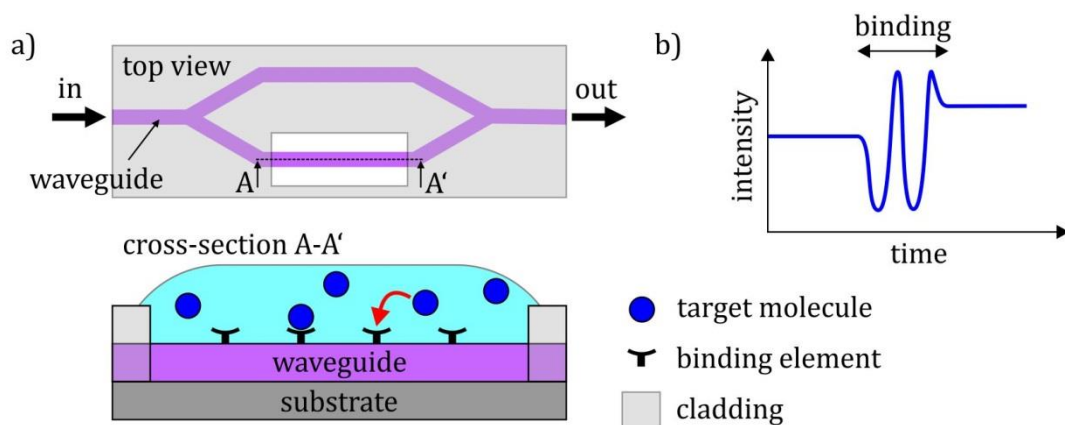 a)
top view
in
out
waveguide
A
A‘
cross-section A-A‘
waveguide
substrate
b)
binding
intensity
time
target molecule
binding element
cladding